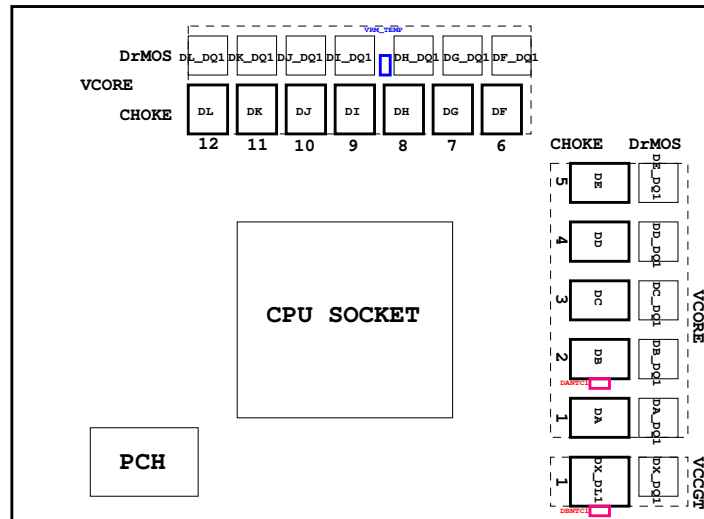 VRM_TEMP
DrMOS DL_DQ1 DK_DQ1 DJ_DQ1 DI_DQ1 DH_DQ1 DG_DQ1 DF_DQ1
VCORE
CHOKE DL DK DJ DI DH DG DF
12 11 10 9 8 7 6
CHOKE DrMOS
5 DE DE_DQ1
4 DD DD_DQ1
3 DC DC_DQ1
VCORE
2 DB DB_DQ1
DANTC1
1 DA DA_DQ1
1 DX_DL1 DX_DQ1
VCCGT
DBNTC1
CPU SOCKET
PCH